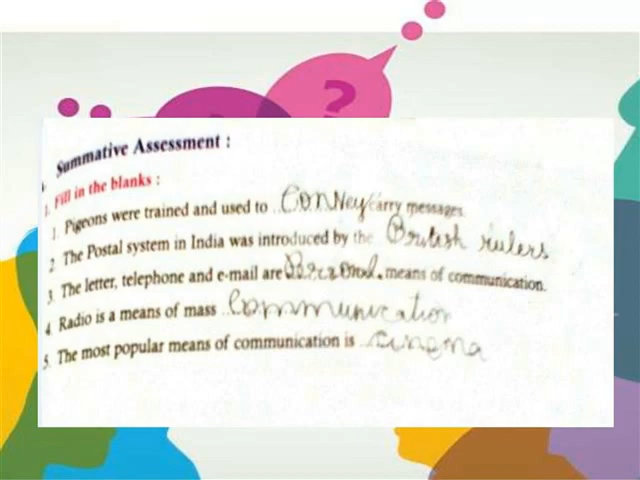 Summative Assessment :
1. Fill in the blanks :
1. Pigeons were trained and used to ..Convey carry messages.
2. The Postal system in India was introduced by the British rulers
3. The letter, telephone and e-mail are Personal. means of communication.
4. Radio is a means of mass ..Communication
5. The most popular means of communication is ..cinema
?